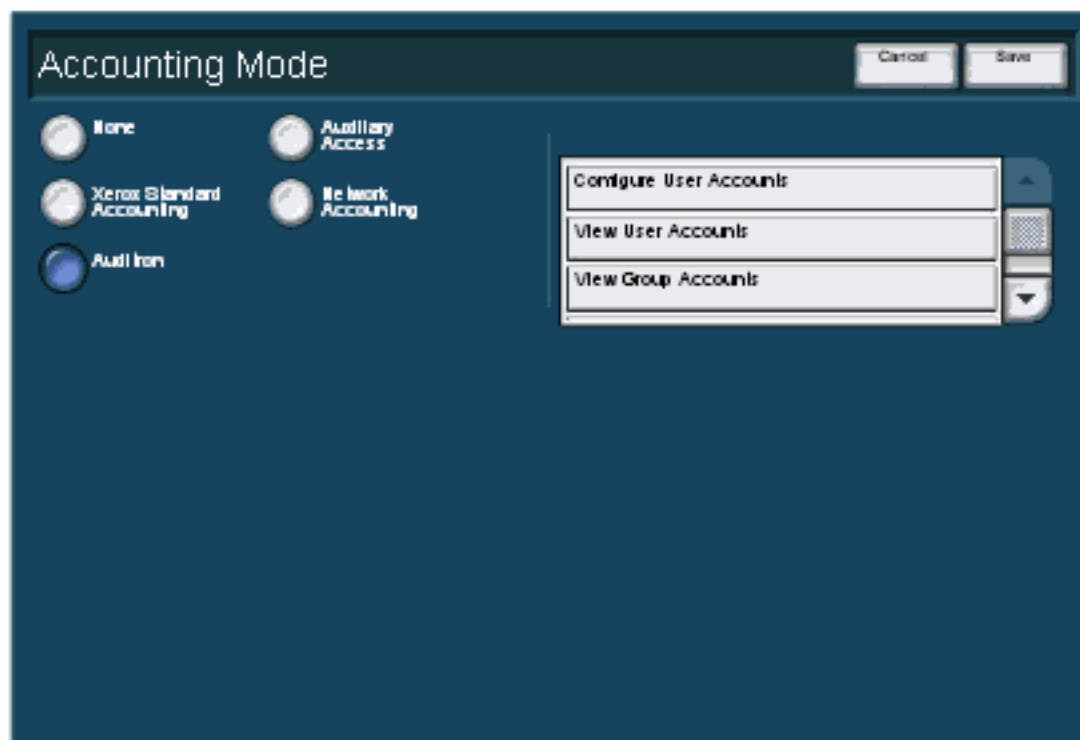 Accounting Mode
Cancel
Save
None
Auxiliary
Access
Xerox Standard
Accounting
Network
Accounting
Auditron
Configure User Accounts
View User Accounts
View Group Accounts